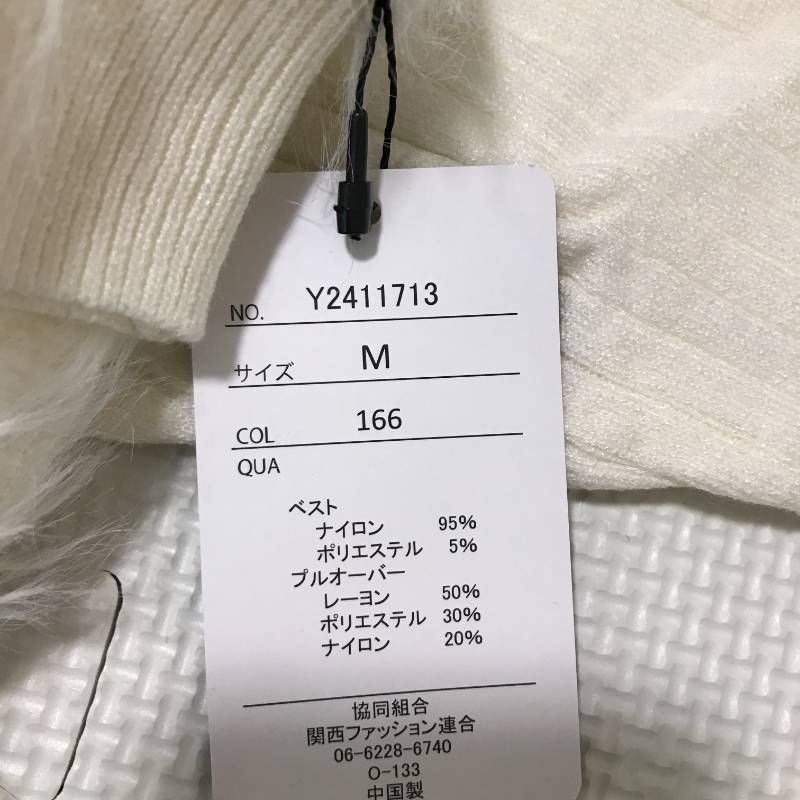 NO. Y2411713
サイズ M
COL 166
QUA
ベスト
ナイロン 95%
ポリエステル 5%
プルオーバー
レーヨン 50%
ポリエステル 30%
ナイロン 20%
協同組合
関西ファッション連合
06-6228-6740
O-133
中国製